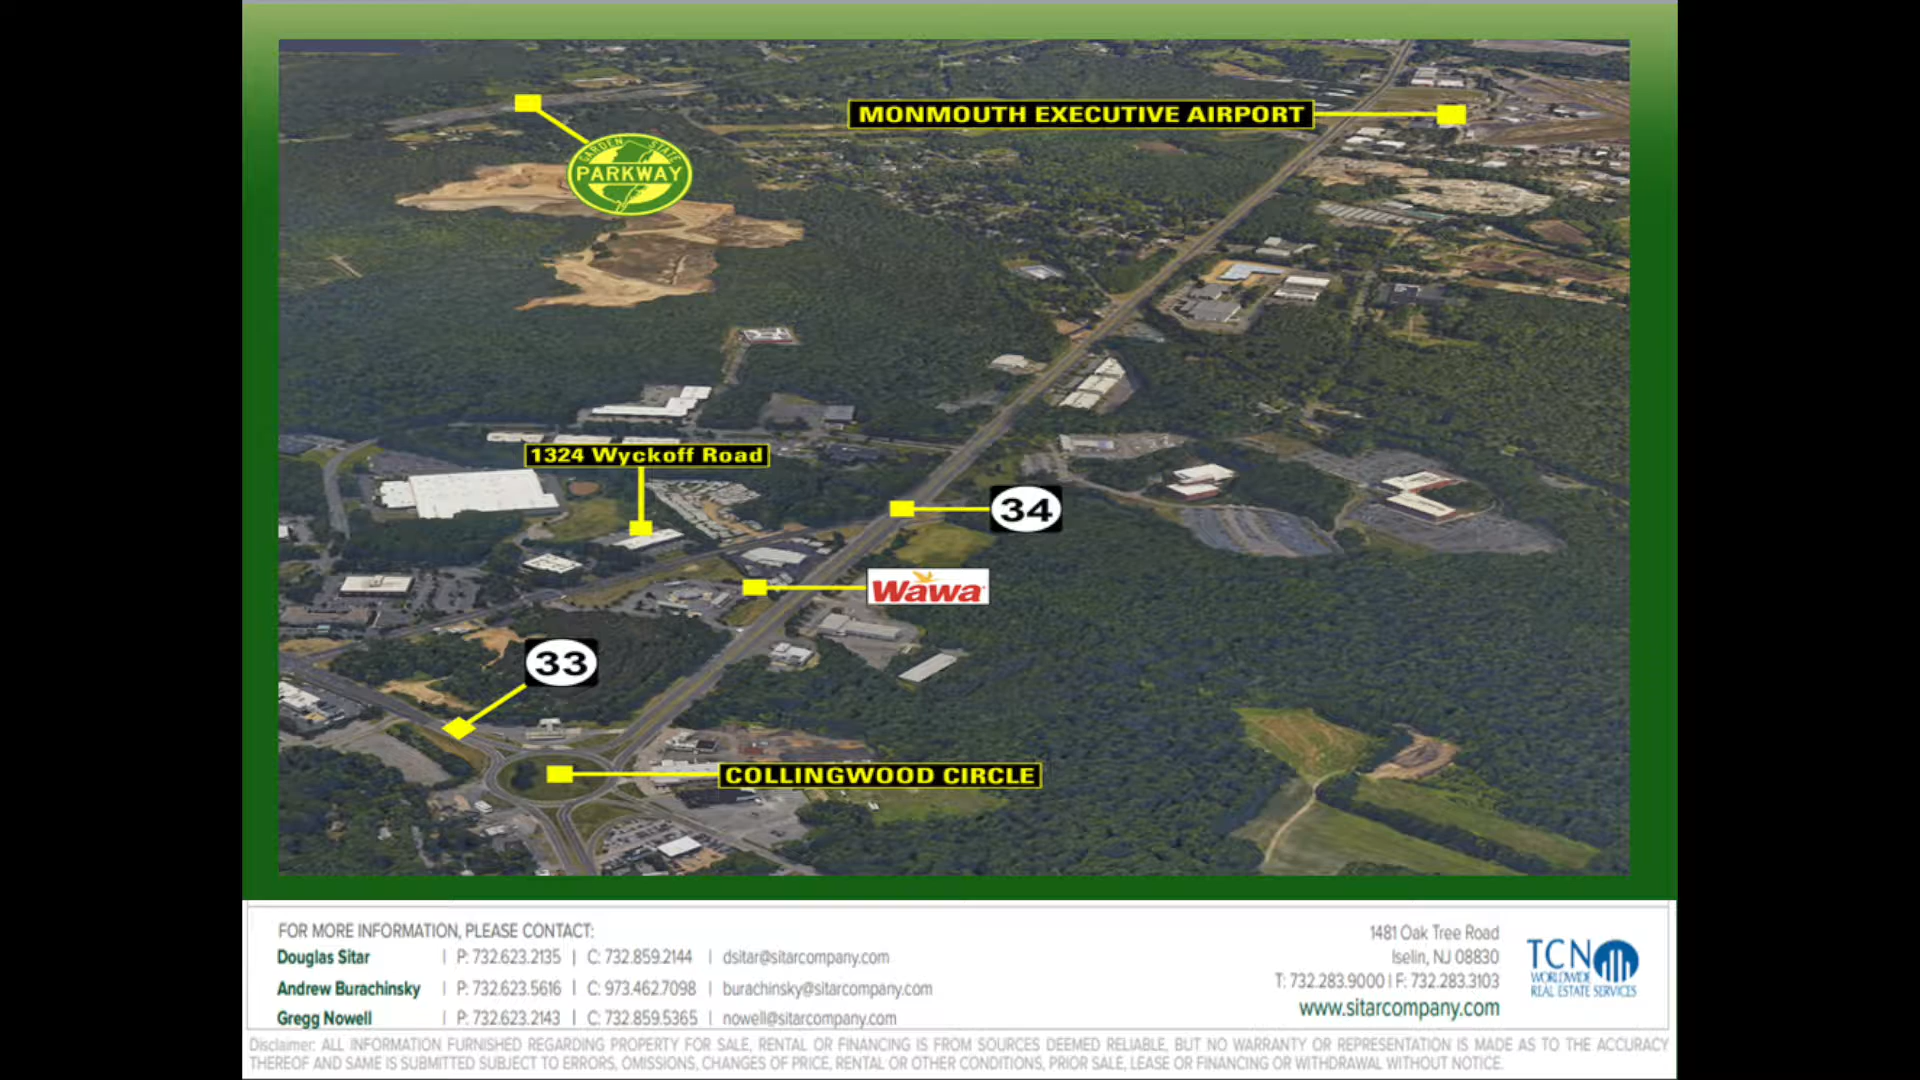 MONMOUTH EXECUTIVE AIRPORT
GARDEN STATE
PARKWAY
1324 Wyckoff Road
34
Wawa
33
COLLINGWOOD CIRCLE
FOR MORE INFORMATION, PLEASE CONTACT:
Douglas Sitar | P: 732.623.2135 | C: 732.859.2144 | dsitar@sitarcompany.com
Andrew Burachinsky | P: 732.623.5616 | C: 973.462.7098 | burachinsky@sitarcompany.com
Gregg Nowell | P: 732.623.2143 | C: 732.859.5365 | nowell@sitarcompany.com
1481 Oak Tree Road
Iselin, NJ 08830
T: 732.283.9000 | F: 732.283.3103
www.sitarcompany.com
TCN
WORLDWIDE
REAL ESTATE SERVICES
Disclaimer: ALL INFORMATION FURNISHED REGARDING PROPERTY FOR SALE, RENTAL OR FINANCING IS FROM SOURCES DEEMED RELIABLE, BUT NO WARRANTY OR REPRESENTATION IS MADE AS TO THE ACCURACY
THEREOF AND SAME IS SUBMITTED SUBJECT TO ERRORS, OMISSIONS, CHANGES OF PRICE, RENTAL OR OTHER CONDITIONS, PRIOR SALE, LEASE OR FINANCING OR WITHDRAWAL WITHOUT NOTICE.